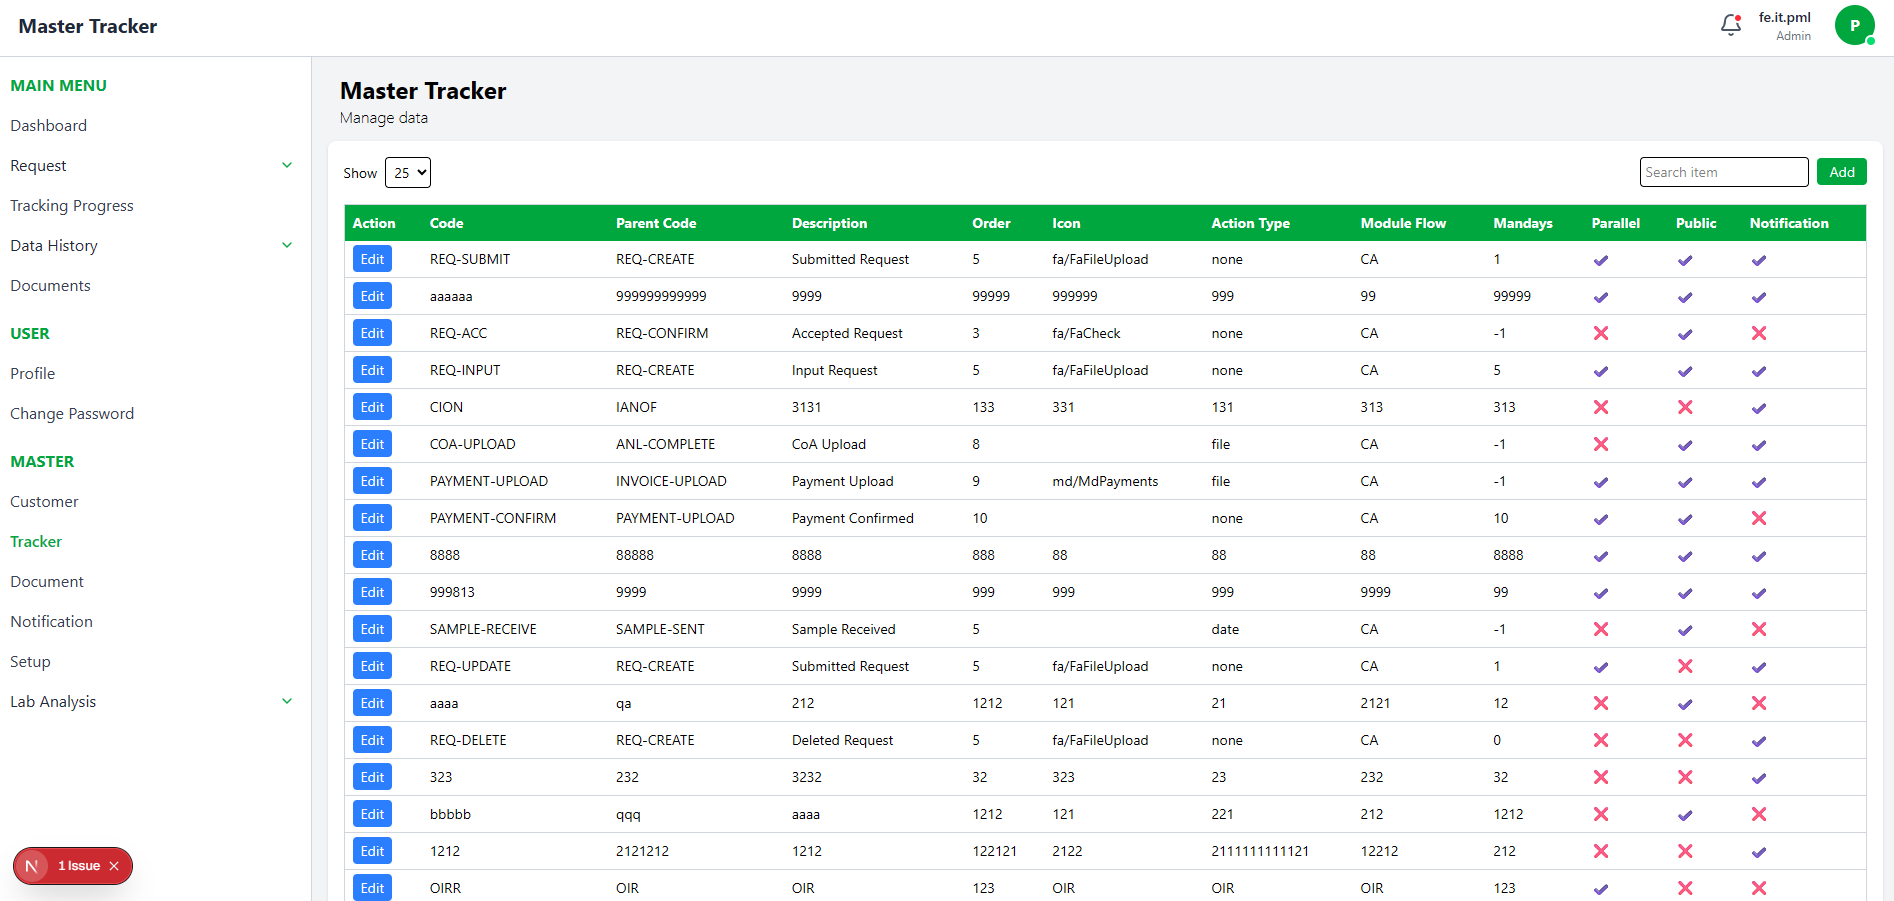 Master Tracker
fe.it.pml
Admin
P
MAIN MENU
Dashboard
Request
Tracking Progress
Data History
Documents
USER
Profile
Change Password
MASTER
Customer
Tracker
Document
Notification
Setup
Lab Analysis
N 1 Issue
Master Tracker
Manage data
Show 25
Search item Add
Action Code Parent Code Description Order Icon Action Type Module Flow Mandays Parallel Public Notification
Edit REQ-SUBMIT REQ-CREATE Submitted Request 5 fa/FaFileUpload none CA 1
Edit aaaaaa 999999999999 9999 99999 999999 999 99 99999
Edit REQ-ACC REQ-CONFIRM Accepted Request 3 fa/FaCheck none CA -1
Edit REQ-INPUT REQ-CREATE Input Request 5 fa/FaFileUpload none CA 5
Edit CION IANOF 3131 133 331 131 313 313
Edit COA-UPLOAD ANL-COMPLETE CoA Upload 8 file CA -1
Edit PAYMENT-UPLOAD INVOICE-UPLOAD Payment Upload 9 md/MdPayments file CA -1
Edit PAYMENT-CONFIRM PAYMENT-UPLOAD Payment Confirmed 10 none CA 10
Edit 8888 88888 8888 888 88 88 88 8888
Edit 999813 9999 9999 999 999 999 9999 99
Edit SAMPLE-RECEIVE SAMPLE-SENT Sample Received 5 date CA -1
Edit REQ-UPDATE REQ-CREATE Submitted Request 5 fa/FaFileUpload none CA 1
Edit aaaa qa 212 1212 121 21 2121 12
Edit REQ-DELETE REQ-CREATE Deleted Request 5 fa/FaFileUpload none CA 0
Edit 323 232 3232 32 323 23 232 32
Edit bbbbb qqq aaaa 1212 121 221 212 1212
Edit 1212 2121212 1212 122121 2122 2111111111121 12212 212
Edit OIRR OIR OIR 123 OIR OIR OIR 123